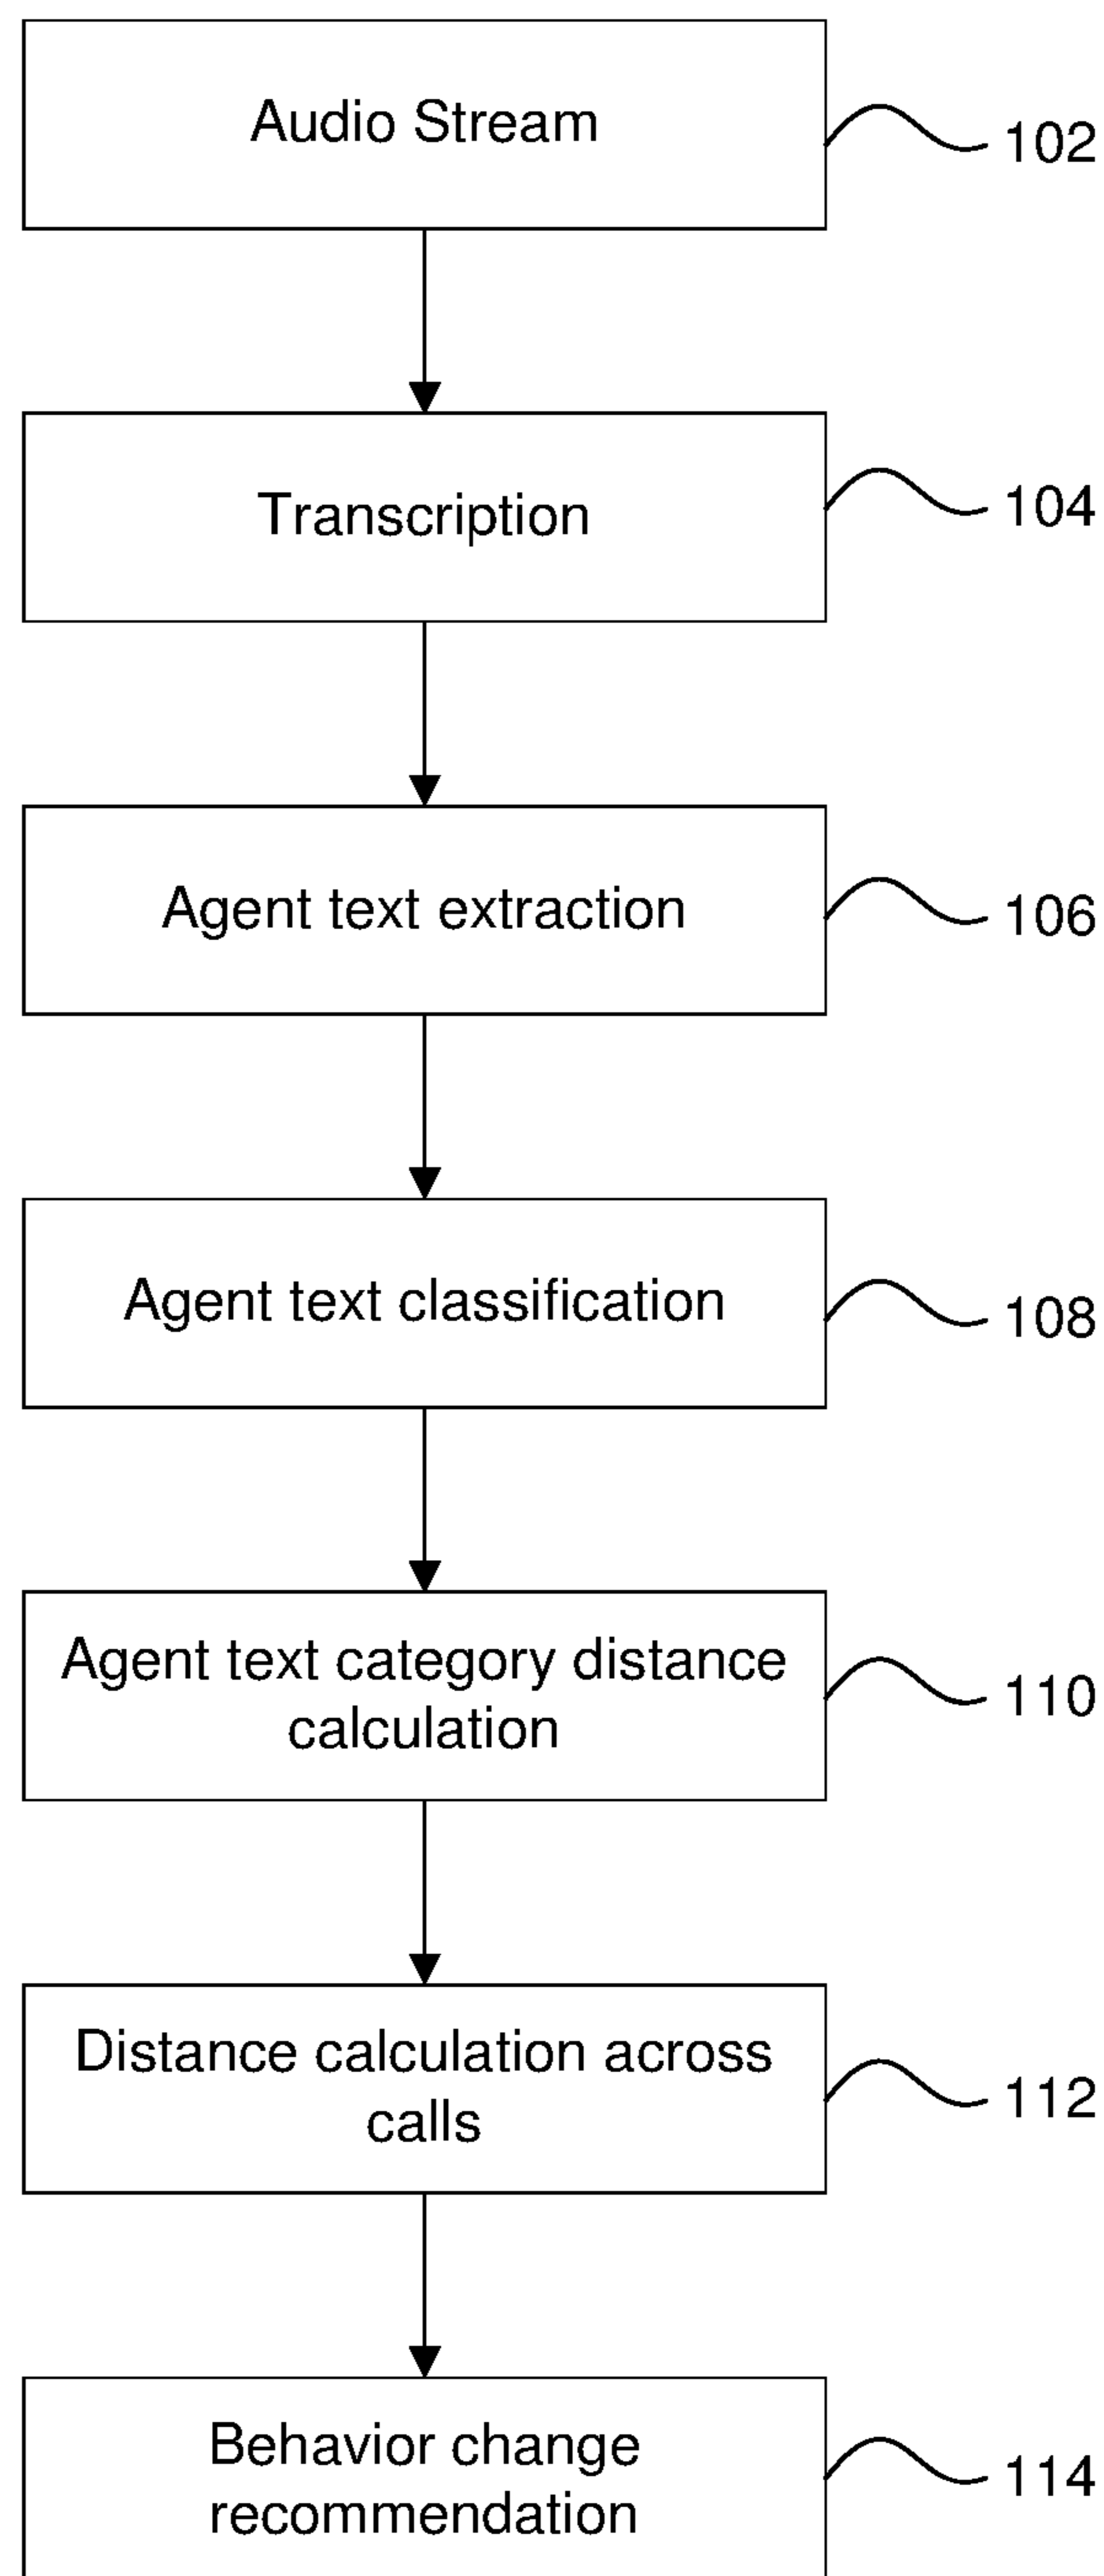 Audio Stream
102
Transcription
104
Agent text extraction
106
Agent text classification
108
Agent text category distance
calculation
110
Distance calculation across
calls
112
Behavior change
recommendation
114